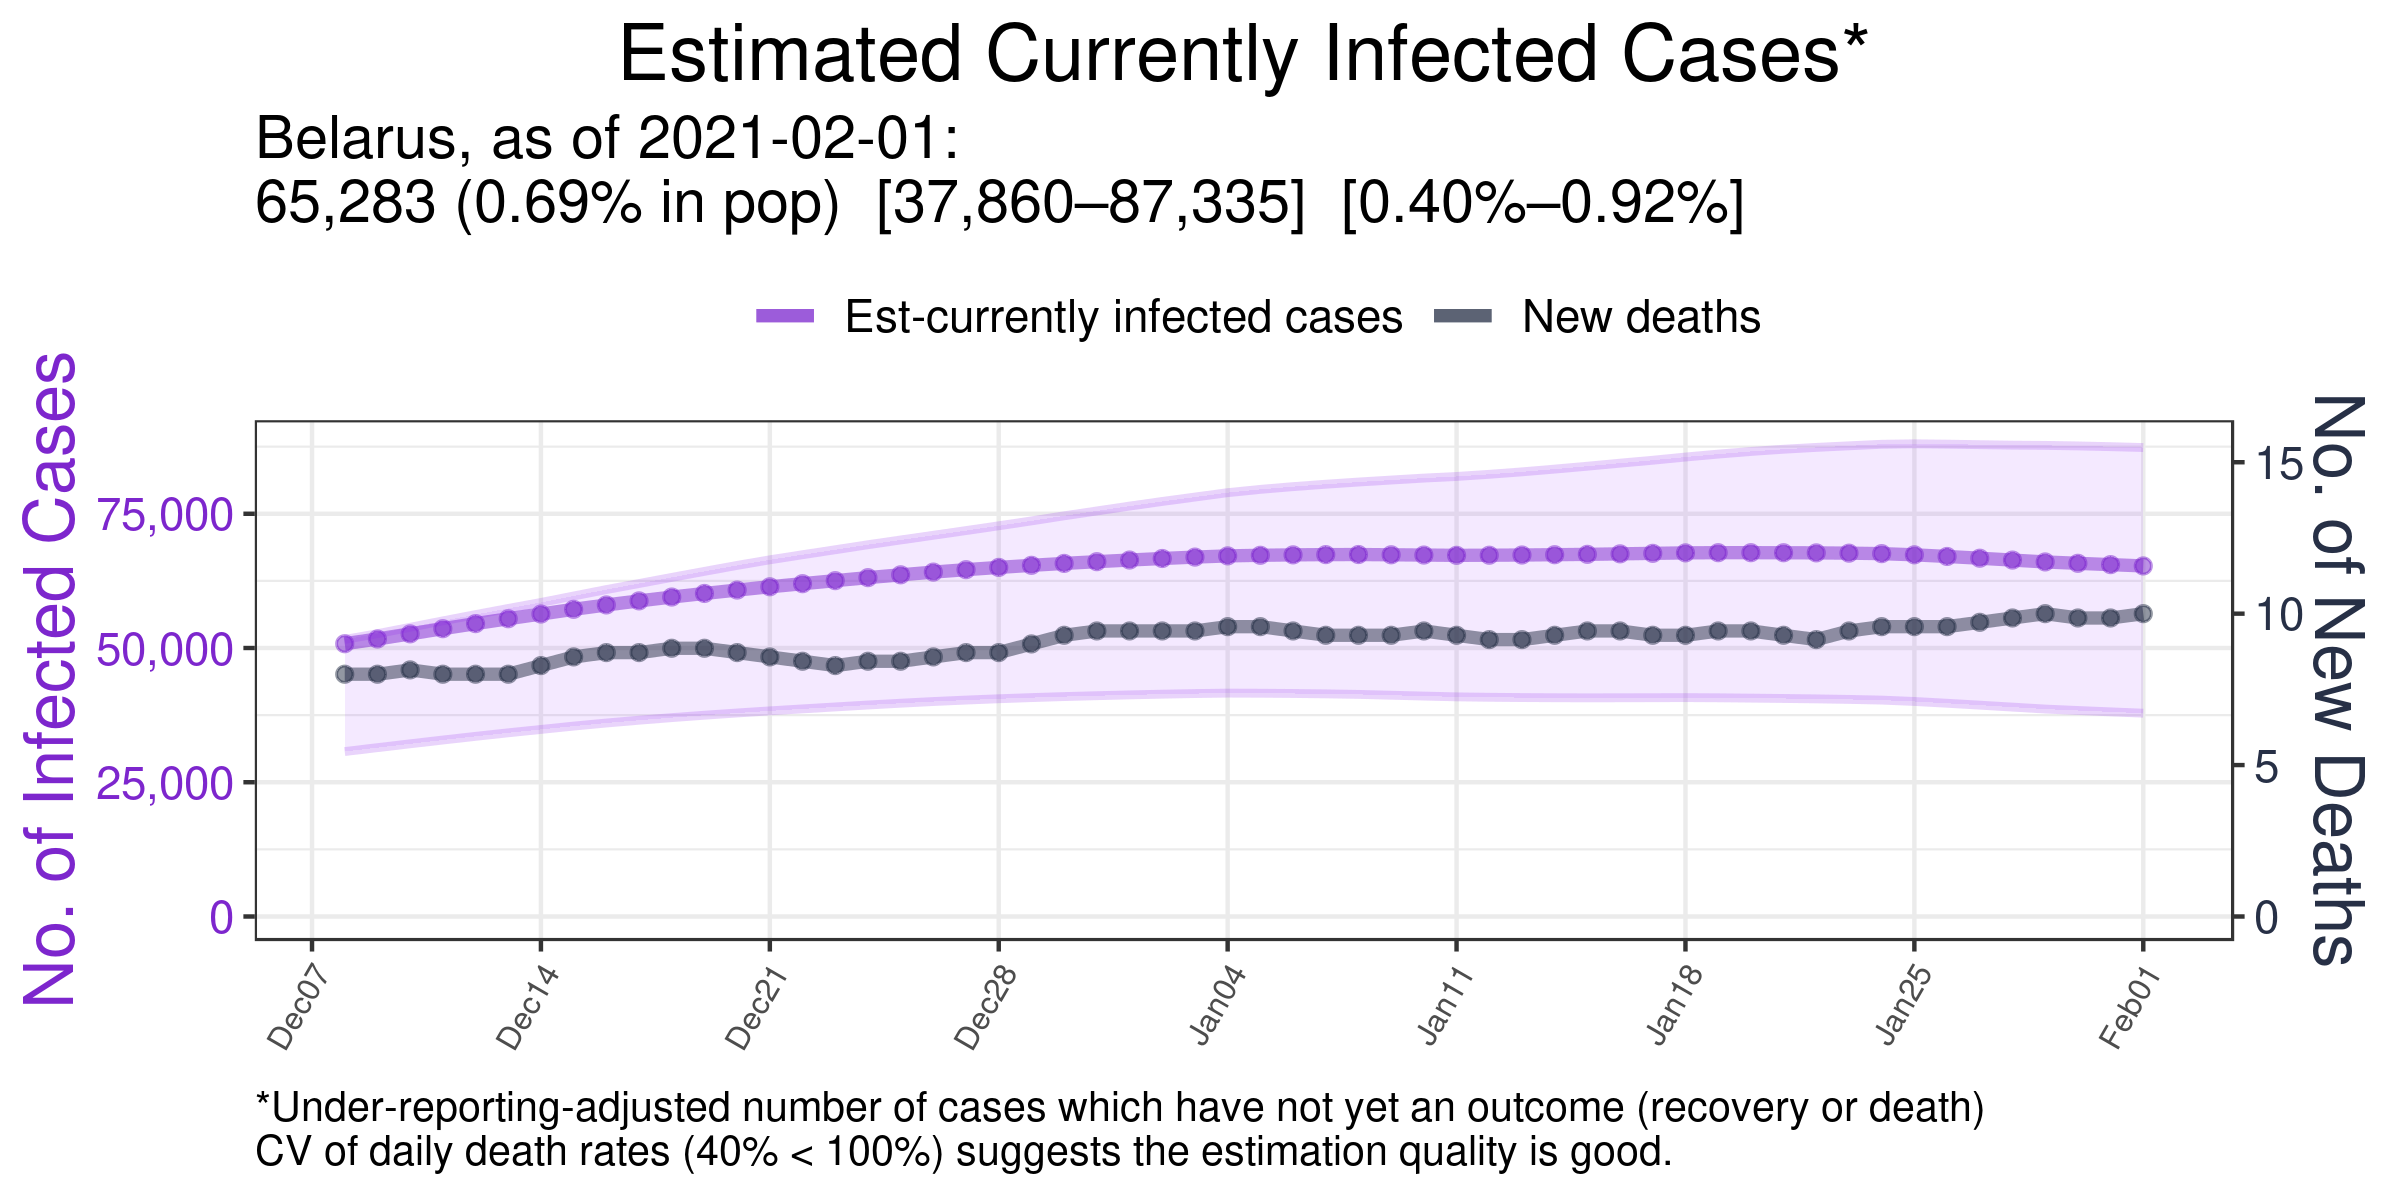 Estimated Currently Infected Cases*
Belarus, as of 2021-02-01:
65,283 (0.69% in pop)  [37,860–87,335]  [0.40%–0.92%]
Est-currently infected cases
New deaths
No. of Infected Cases
75,000
50,000
25,000
0
No. of New Deaths
15
10
5
0
Dec07
Dec14
Dec21
Dec28
Jan04
Jan11
Jan18
Jan25
Feb01
*Under-reporting-adjusted number of cases which have not yet an outcome (recovery or death)
CV of daily death rates (40% < 100%) suggests the estimation quality is good.